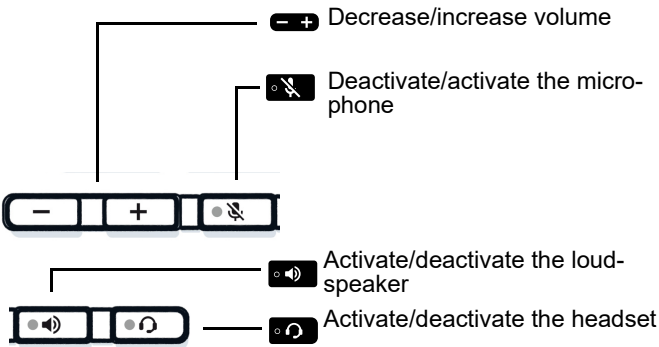 Decrease/increase volume
Deactivate/activate the micro-
phone
Activate/deactivate the loud-
speaker
Activate/deactivate the headset